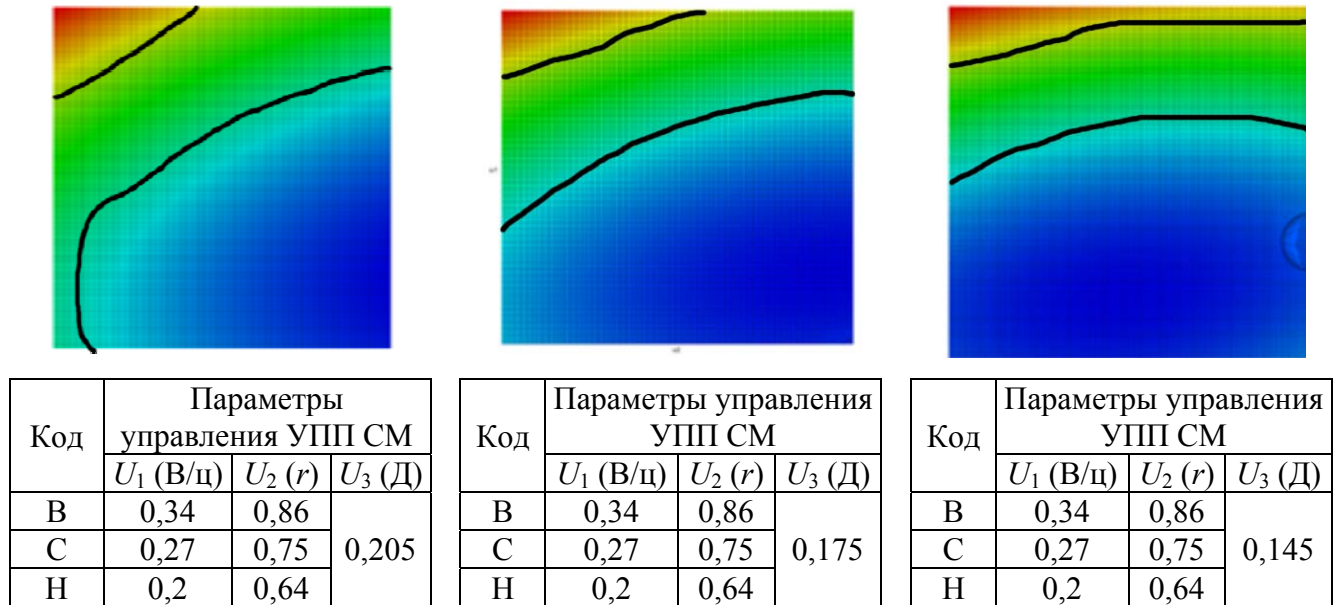 Код Параметры управления УПП СМ
U1 (В/ц) U2 (r) U3 (Д)
В 0,34 0,86
С 0,27 0,75 0,205
Н 0,2 0,64
Код Параметры управления УПП СМ
U1 (В/ц) U2 (r) U3 (Д)
В 0,34 0,86
С 0,27 0,75 0,175
Н 0,2 0,64
Код Параметры управления УПП СМ
U1 (В/ц) U2 (r) U3 (Д)
В 0,34 0,86
С 0,27 0,75 0,145
Н 0,2 0,64